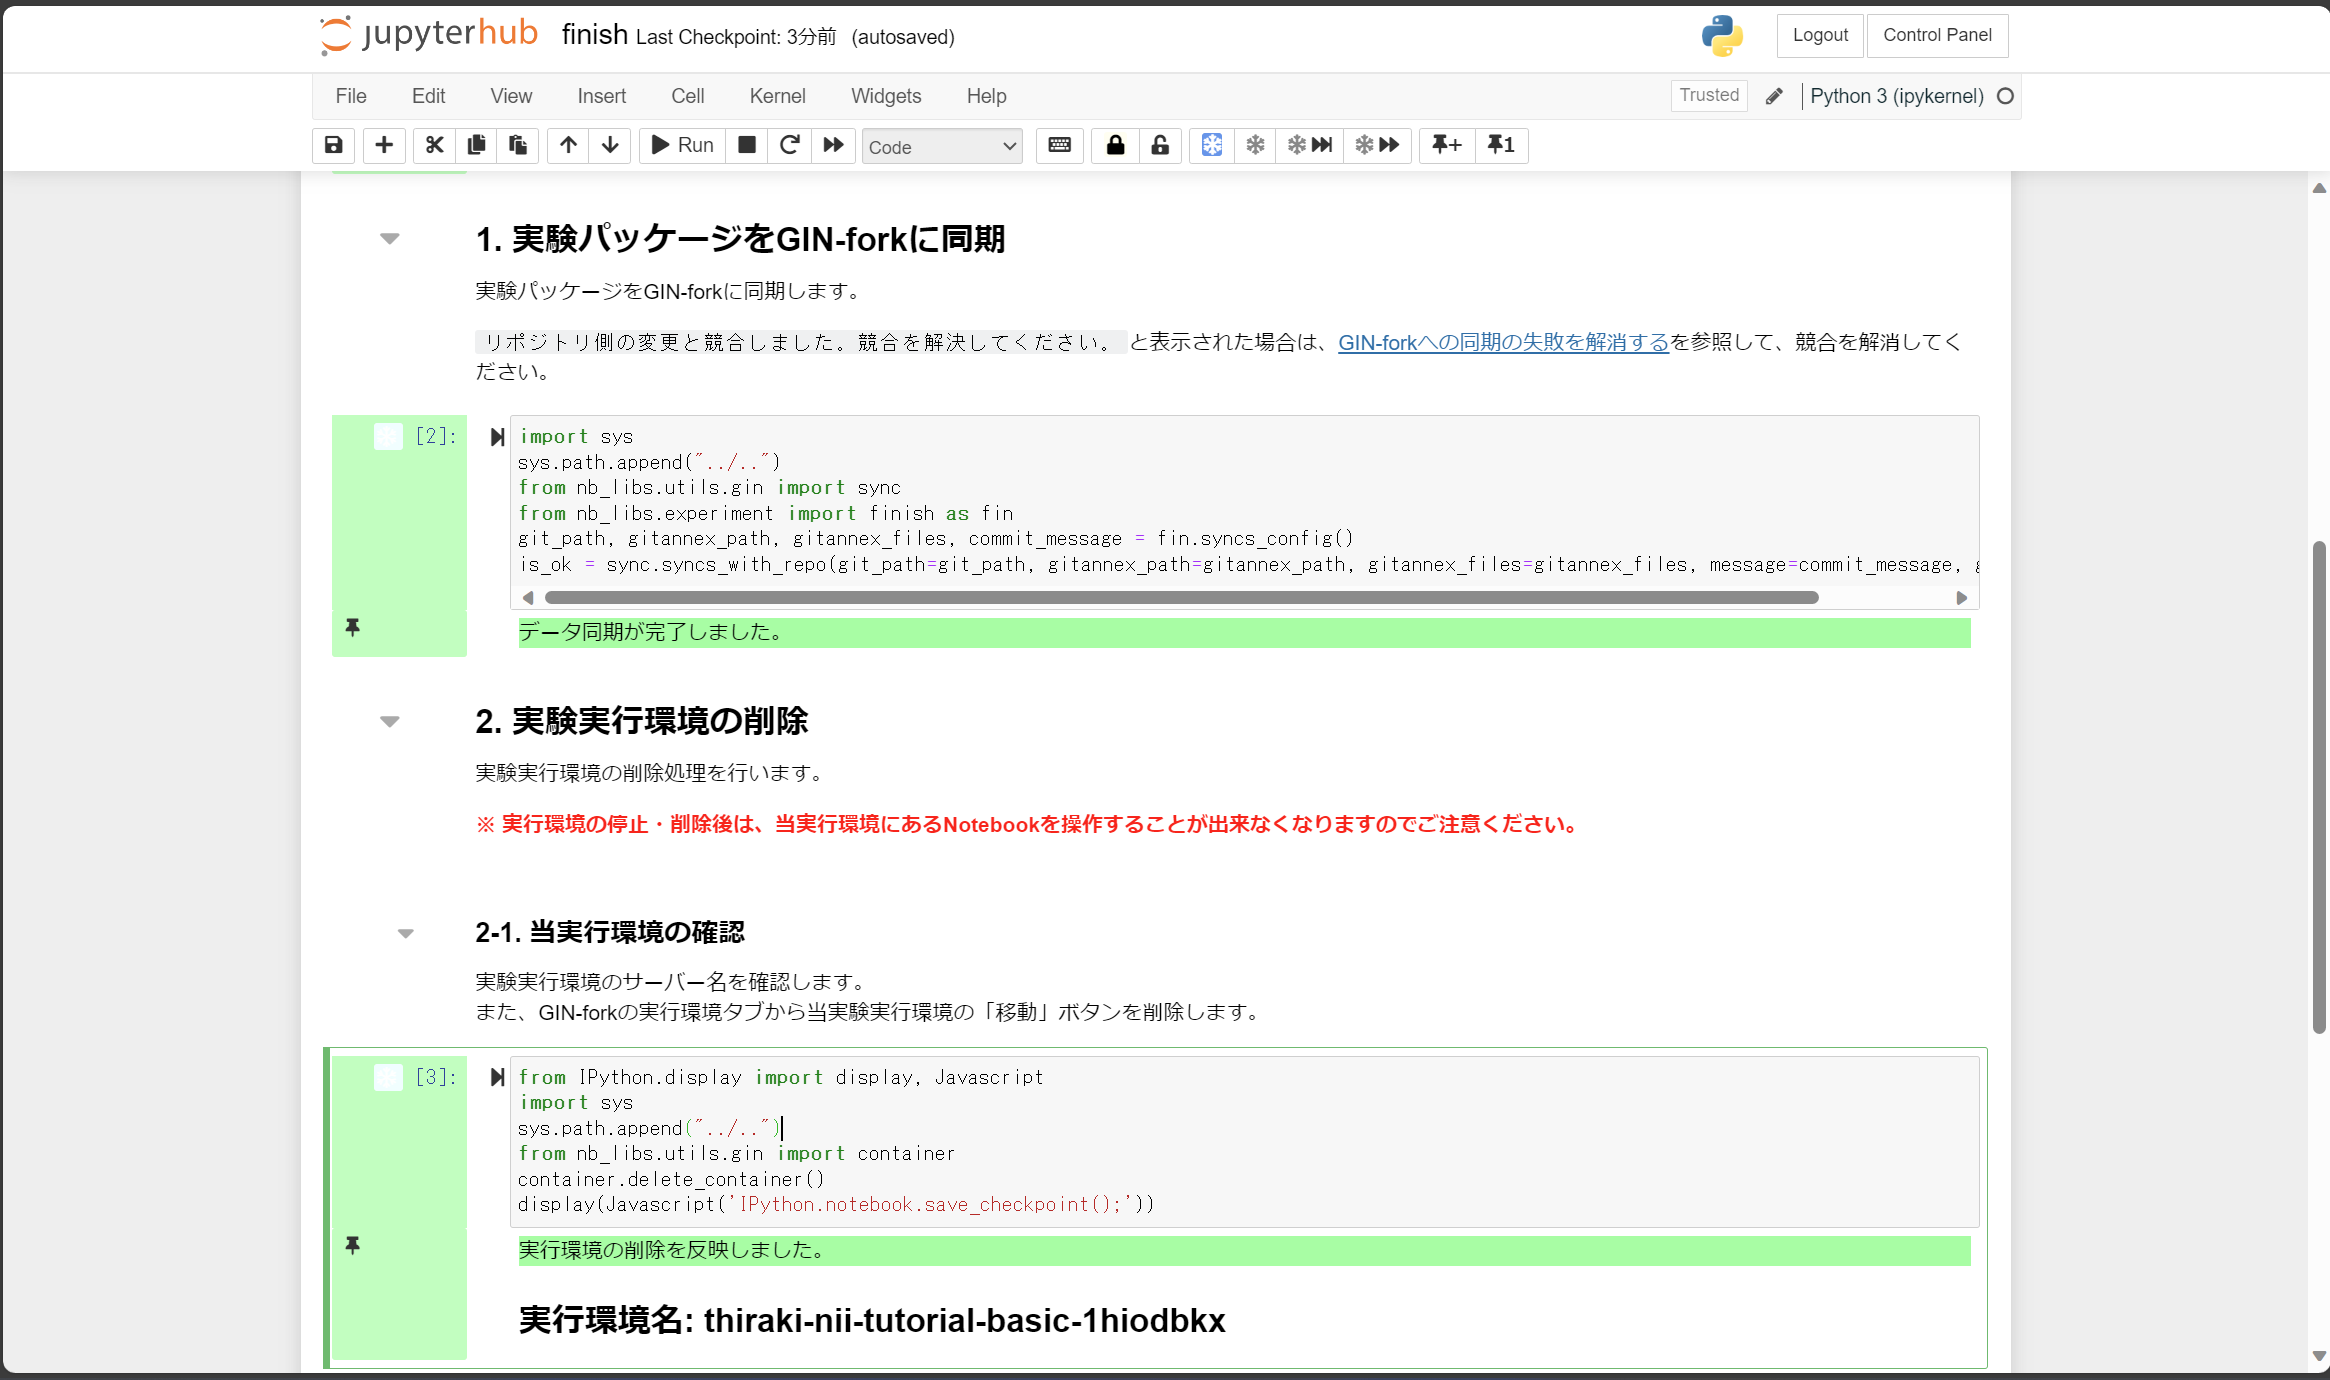 jupyterhub finish Last Checkpoint: 3分前 (autosaved) Logout Control Panel
File Edit View Insert Cell Kernel Widgets Help Trusted Python 3 (ipykernel)
Run Code 1
1. 実験パッケージをGIN-forkに同期
実験パッケージをGIN-forkに同期します。
リポジトリ側の変更と競合しました。競合を解決してください。 と表示された場合は、GIN-forkへの同期の失敗を解消するを参照して、競合を解消してく
ださい。
[2]: import sys
sys.path.append("../..")
from nb_libs.utils.gin import sync
from nb_libs.experiment import finish as fin
git_path, gitannex_path, gitannex_files, commit_message = fin.syncs_config()
is_ok = sync.syncs_with_repo(git_path=git_path, gitannex_path=gitannex_path, gitannex_files=gitannex_files, message=commit_message,
データ同期が完了しました。
2. 実験実行環境の削除
実験実行環境の削除処理を行います。
※ 実行環境の停止・削除後は、当実行環境にあるNotebookを操作することが出来なくなりますのでご注意ください。
2-1. 当実行環境の確認
実験実行環境のサーバー名を確認します。
また、GIN-forkの実行環境タブから当実験実行環境の「移動」ボタンを削除します。
[3]: from IPython.display import display, Javascript
import sys
sys.path.append("../..")
from nb_libs.utils.gin import container
container.delete_container()
display(Javascript('IPython.notebook.save_checkpoint();'))
実行環境の削除を反映しました。
実行環境名: thiraki-nii-tutorial-basic-1hiodbkx